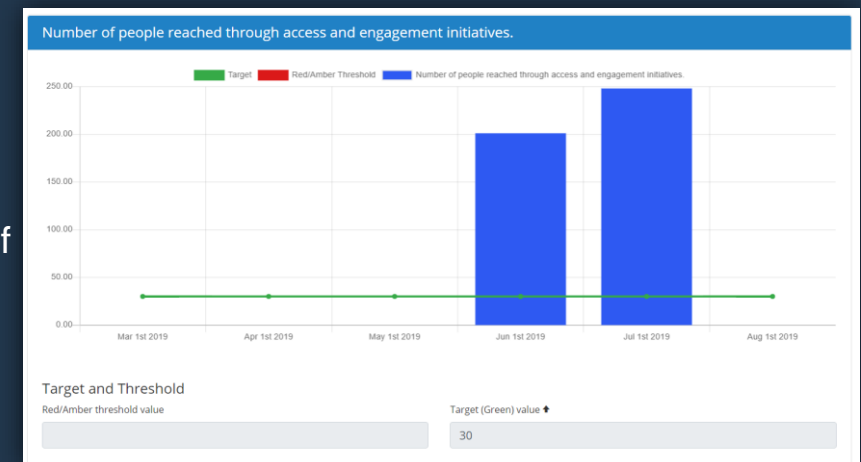 Number of people reached through access and engagement initiatives.
Target Red/Amber Threshold Number of people reached through access and engagement initiatives.
250.00
200.00
150.00
100.00
50.00
0.00
Mar 1st 2019 Apr 1st 2019 May 1st 2019 Jun 1st 2019 Jul 1st 2019 Aug 1st 2019
f
Target and Threshold
Red/Amber threshold value Target (Green) value
30